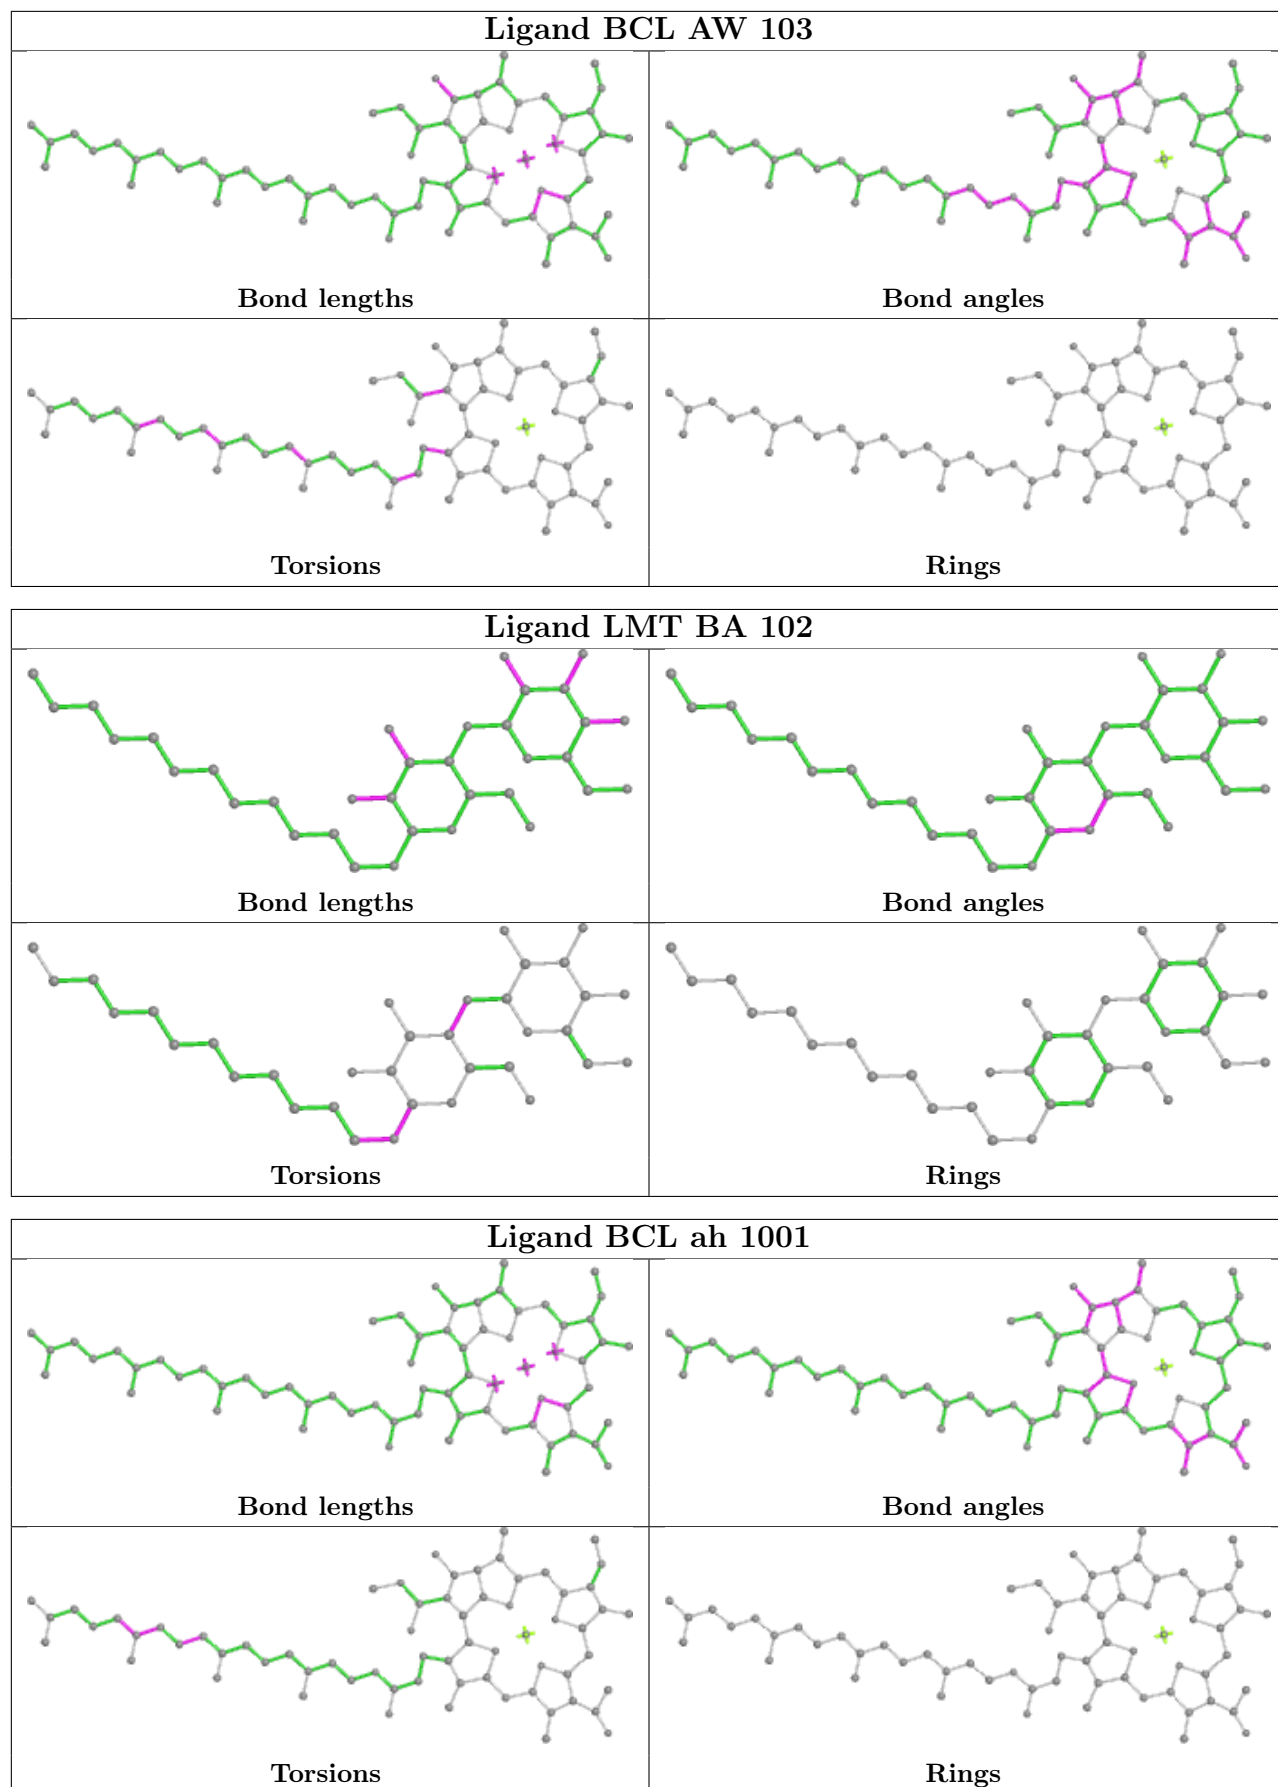 Ligand BCL AW 103
Bond lengths
Bond angles
Torsions
Rings
Ligand LMT BA 102
Bond lengths
Bond angles
Torsions
Rings
Ligand BCL ah 1001
Bond lengths
Bond angles
Torsions
Rings